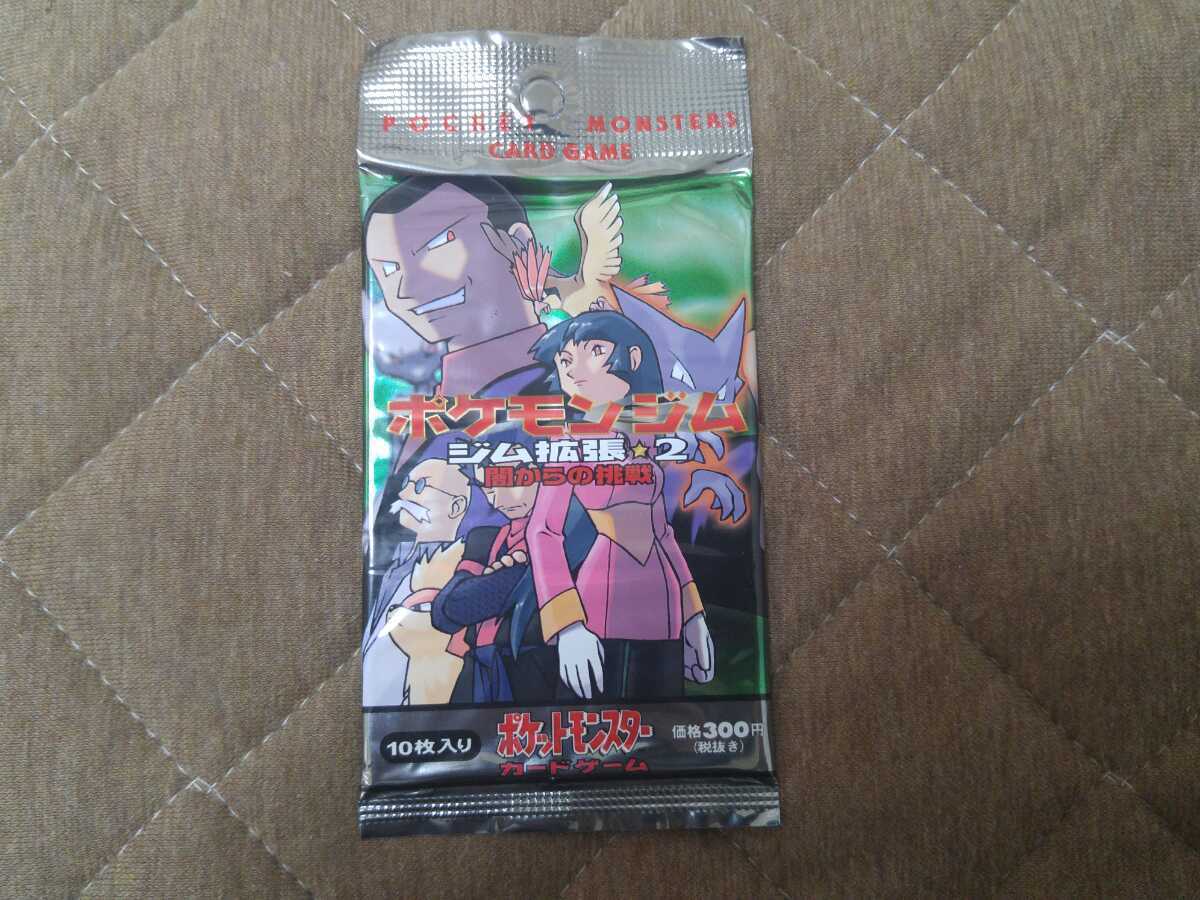 POCKET MONSTERS
CARD GAME
ポケモンジム
ジム拡張★2
闇からの挑戦
10枚入り
ポケットモンスター
カードゲーム
価格300円
(税抜き)